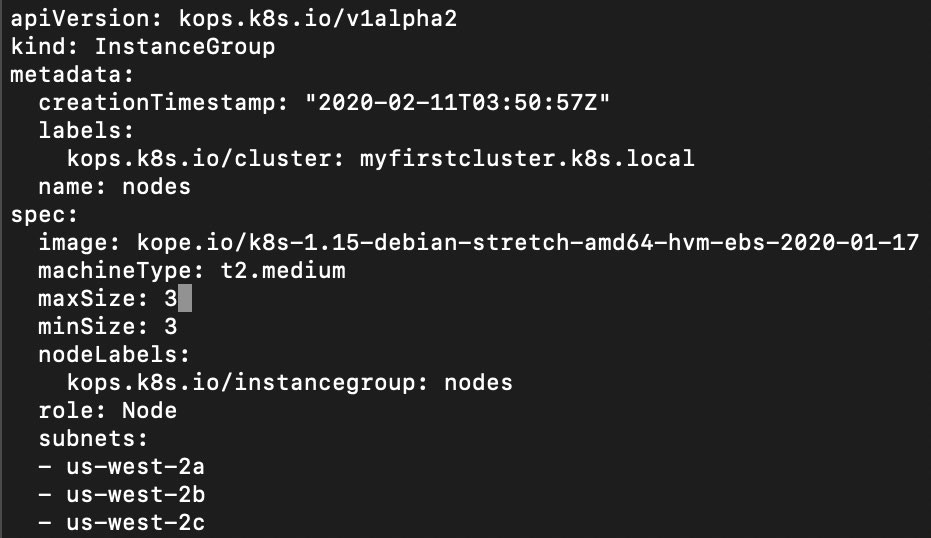 apiVersion: kops.k8s.io/v1alpha2
kind: InstanceGroup
metadata:
  creationTimestamp: "2020-02-11T03:50:57Z"
  labels:
    kops.k8s.io/cluster: myfirstcluster.k8s.local
  name: nodes
spec:
  image: kope.io/k8s-1.15-debian-stretch-amd64-hvm-ebs-2020-01-17
  machineType: t2.medium
  maxSize: 3
  minSize: 3
  nodeLabels:
    kops.k8s.io/instancegroup: nodes
  role: Node
  subnets:
  - us-west-2a
  - us-west-2b
  - us-west-2c